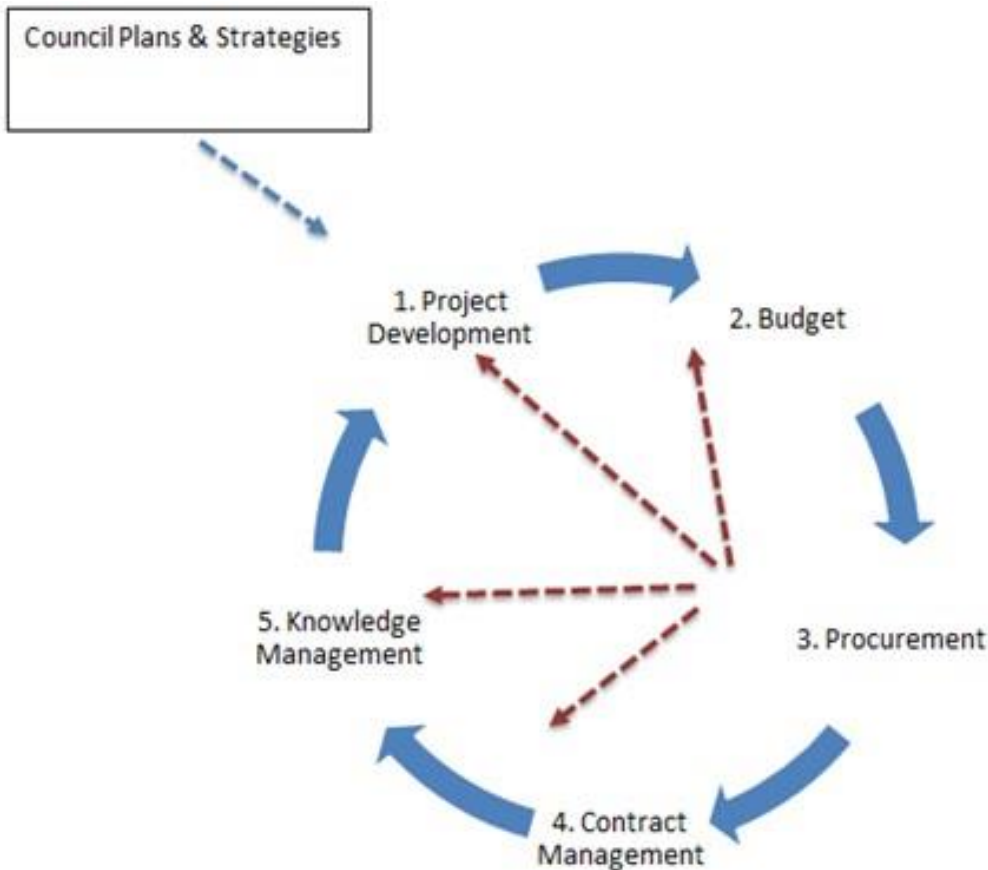 Council Plans & Strategies
1. Project
Development
2. Budget
3. Procurement
4. Contract
Management
5. Knowledge
Management